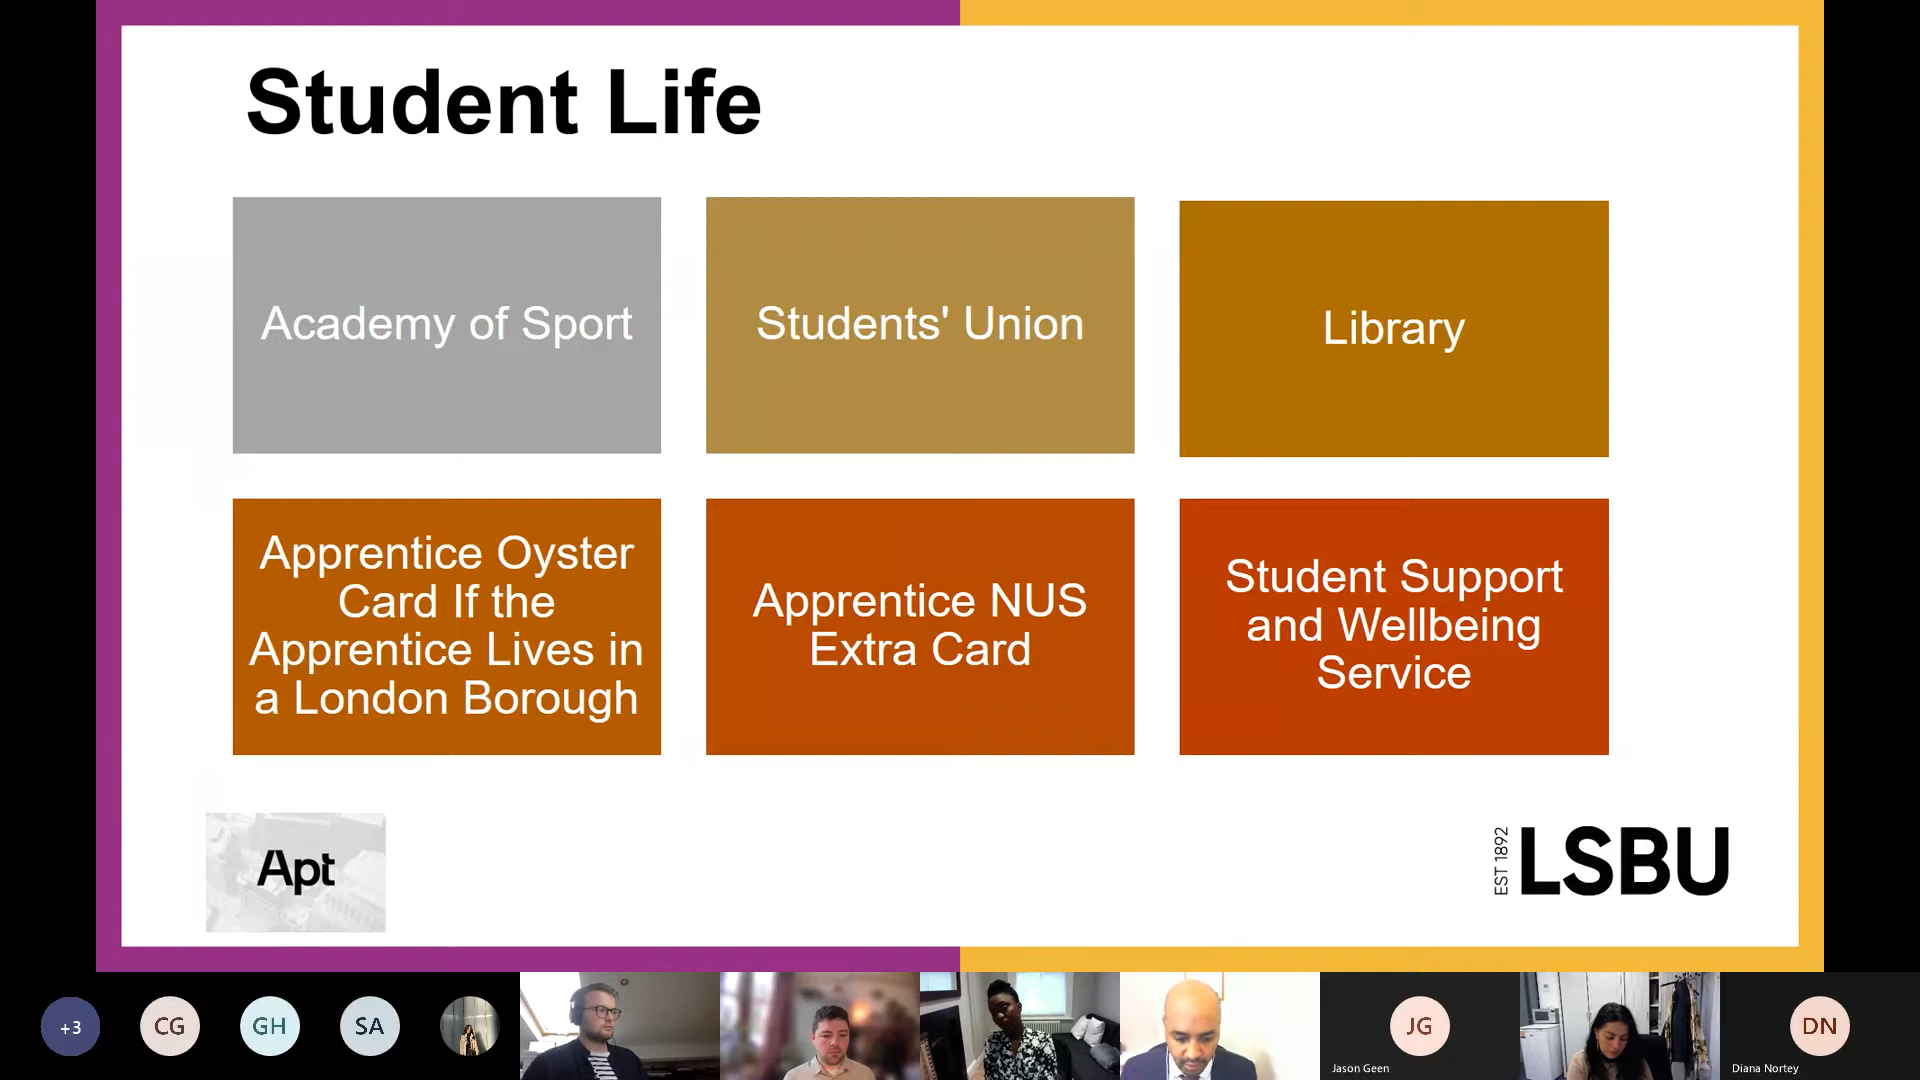 Student Life
Academy of Sport
Students' Union
Library
Apprentice Oyster
Card If the
Apprentice Lives in
a London Borough
Apprentice NUS
Extra Card
Student Support
and Wellbeing
Service
Apt
EST 1892
LSBU
+3
CG
GH
SA
JG
Jason Geen
DN
Diana Nortey